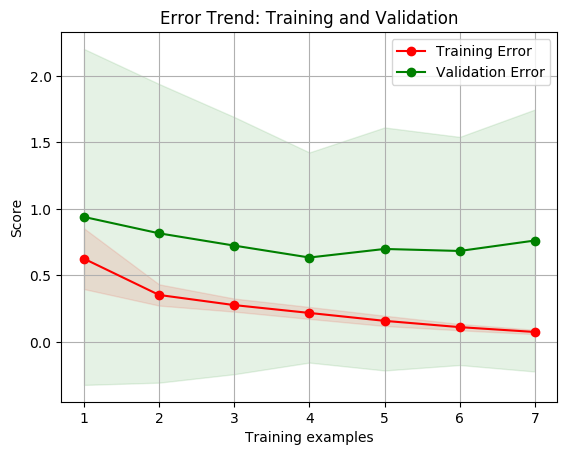 Error Trend: Training and Validation
Training Error
Validation Error
Score
2.0
1.5
1.0
0.5
0.0
1 2 3 4 5 6 7
Training examples